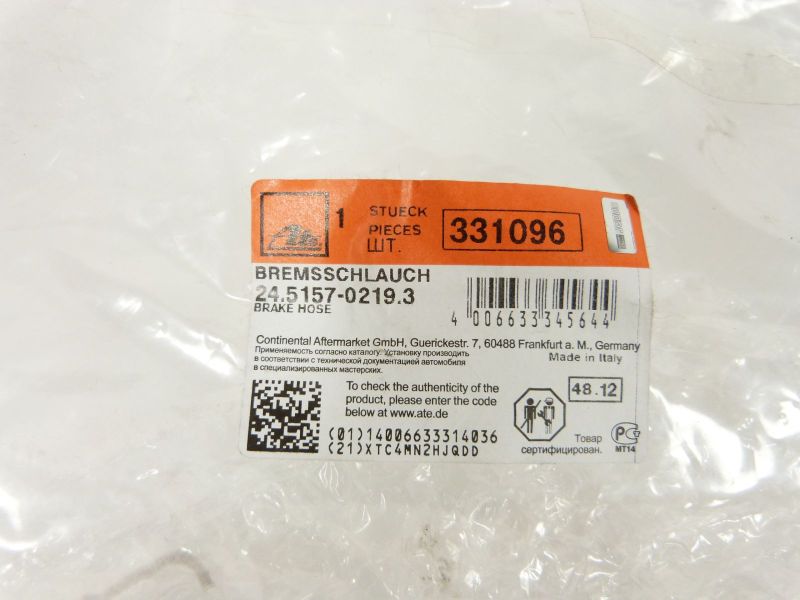 Ate
1
STUECK
PIECES
ШТ.
331096
BREMSSCHLAUCH
24.5157-0219.3
BRAKE HOSE
4 006633 345644
Continental Aftermarket GmbH, Guerickestr. 7, 60488 Frankfurt a. M., Germany
Применяемость согласно каталогу. Установку производить
в соответствии с технической документацией автомобиля
в специализированных мастерских.
Made in Italy
To check the authenticity of the
product, please enter the code
below at www.ate.de
48.12
(01)14006633314036
(21)XTC4MN2HJQDD
Товар
сертифицирован.
МТ14